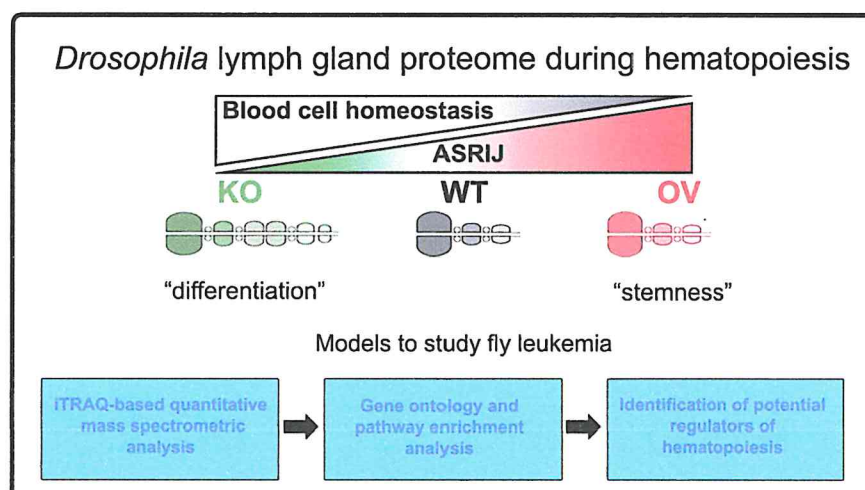 Drosophila lymph gland proteome during hematopoiesis
Blood cell homeostasis
ASRIJ
KO WT OV
"differentiation" "stemness"
Models to study fly leukemia
iTRAQ-based quantitative
mass spectrometric
analysis
Gene ontology and
pathway enrichment
analysis
Identification of potential
regulators of
hematopoiesis